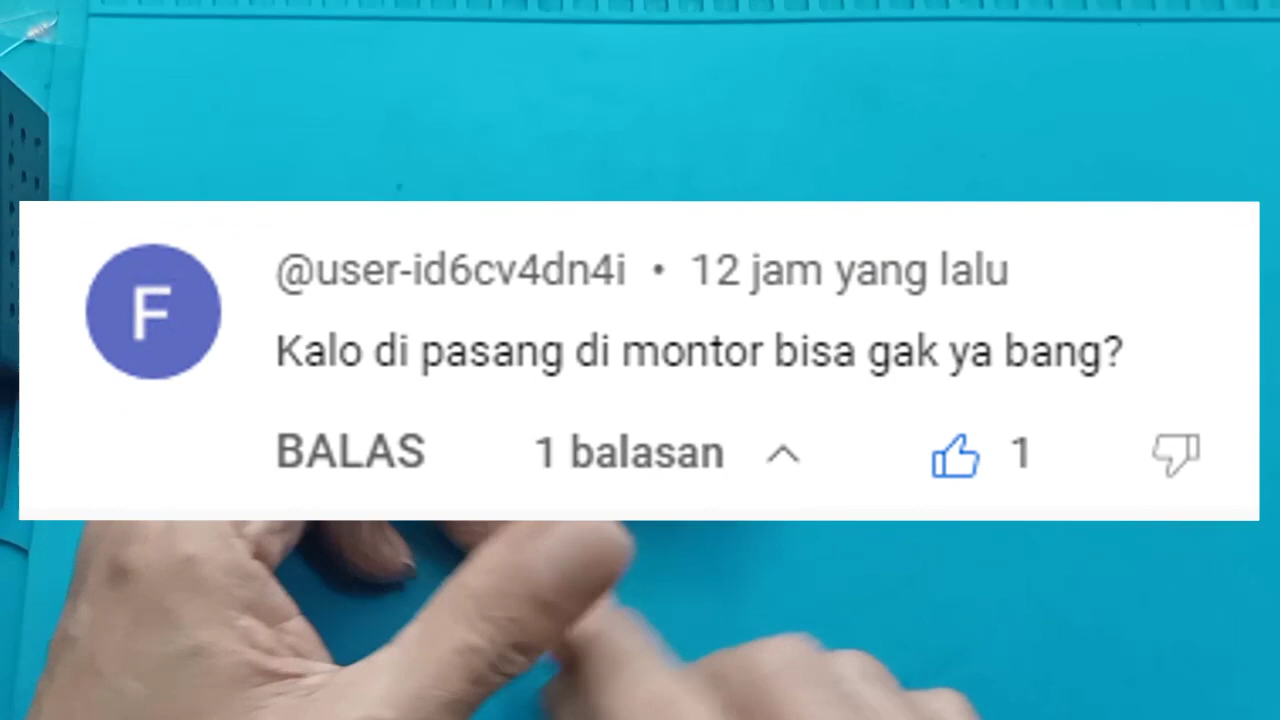 F
@user-id6cv4dn4i • 12 jam yang lalu
Kalo di pasang di montor bisa gak ya bang?
BALAS 1 balasan 1